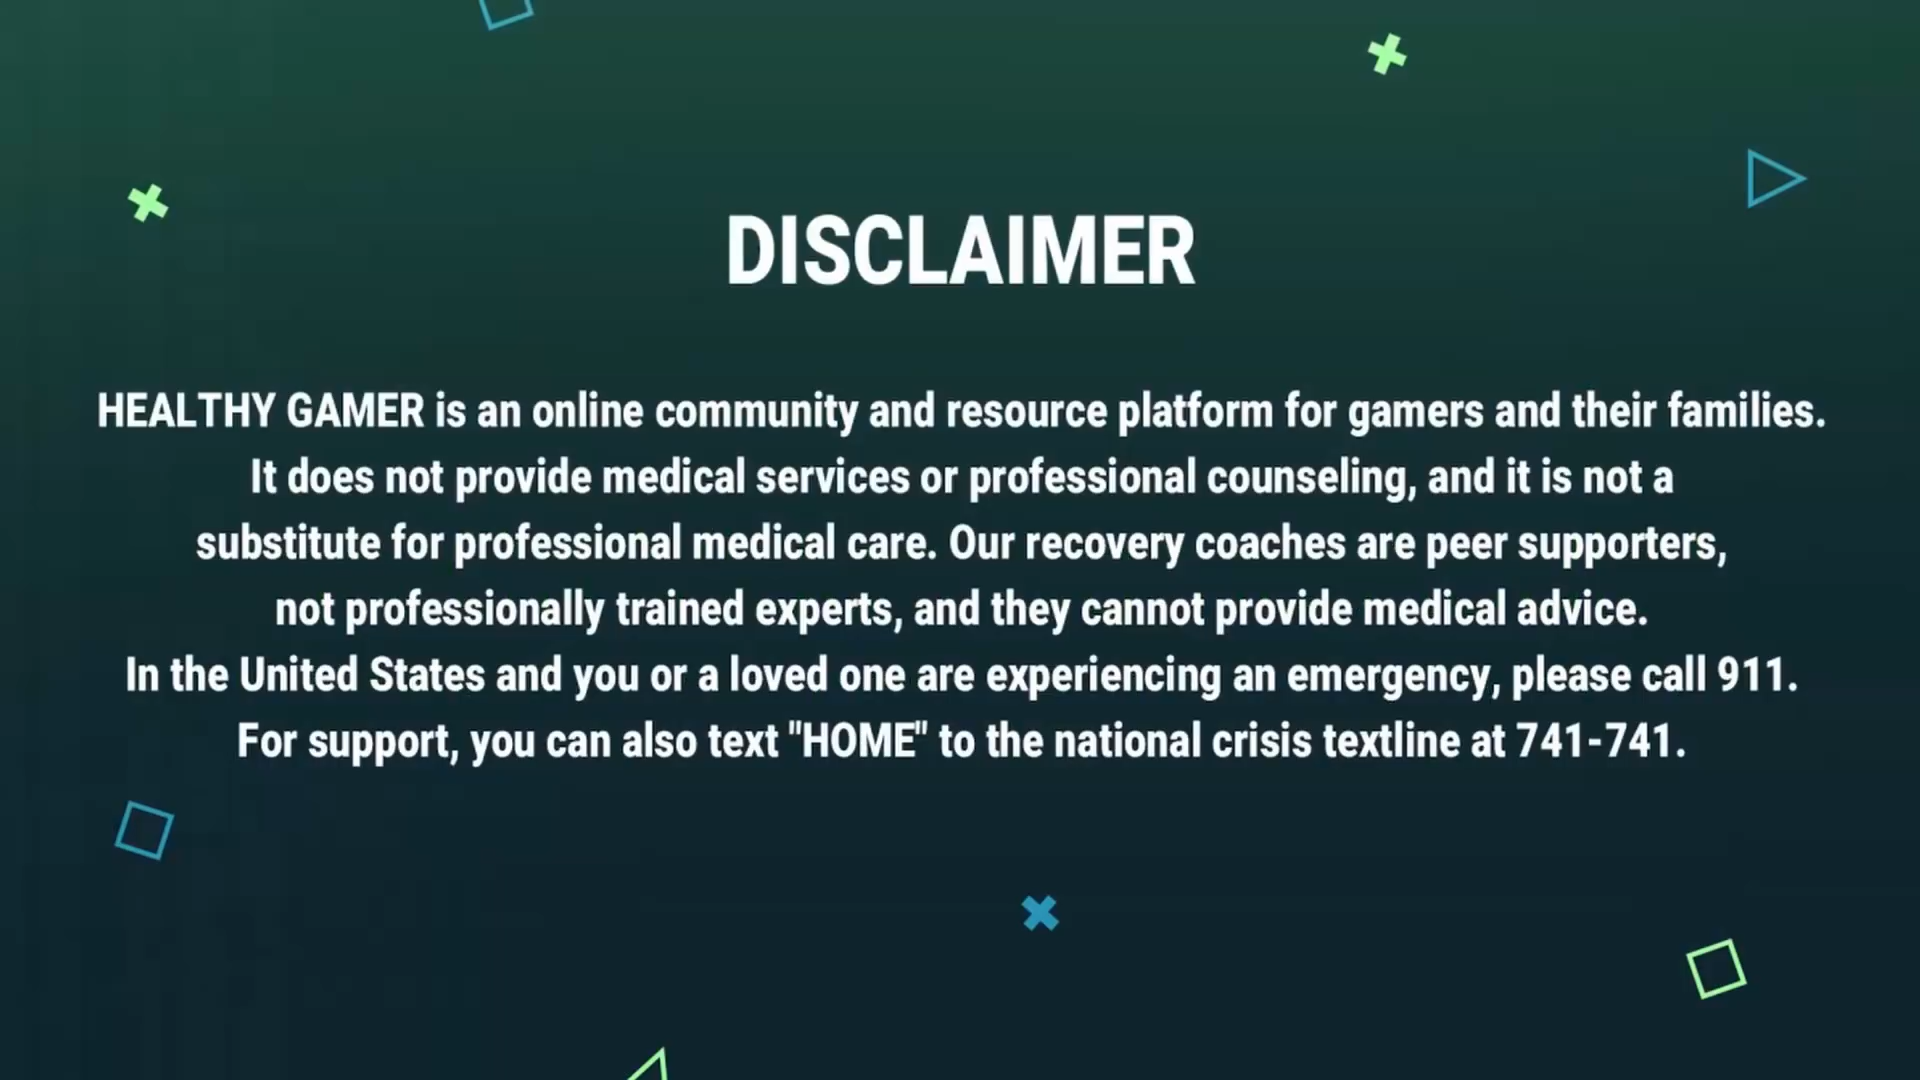 DISCLAIMER
HEALTHY GAMER is an online community and resource platform for gamers and their families.
It does not provide medical services or professional counseling, and it is not a
substitute for professional medical care. Our recovery coaches are peer supporters,
not professionally trained experts, and they cannot provide medical advice.
In the United States and you or a loved one are experiencing an emergency, please call 911.
For support, you can also text "HOME" to the national crisis textline at 741-741.